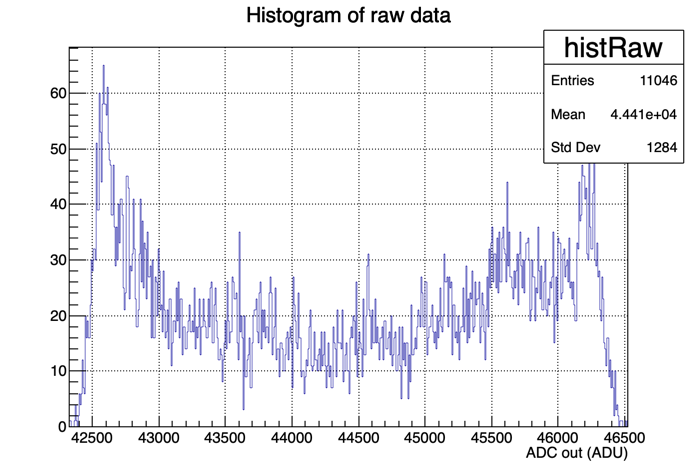 Histogram of raw data
histRaw
Entries 11046
Mean 4.441e+04
Std Dev 1284
60
50
40
30
20
10
0
42500 43000 43500 44000 44500 45000 45500 46000 46500
ADC out (ADU)